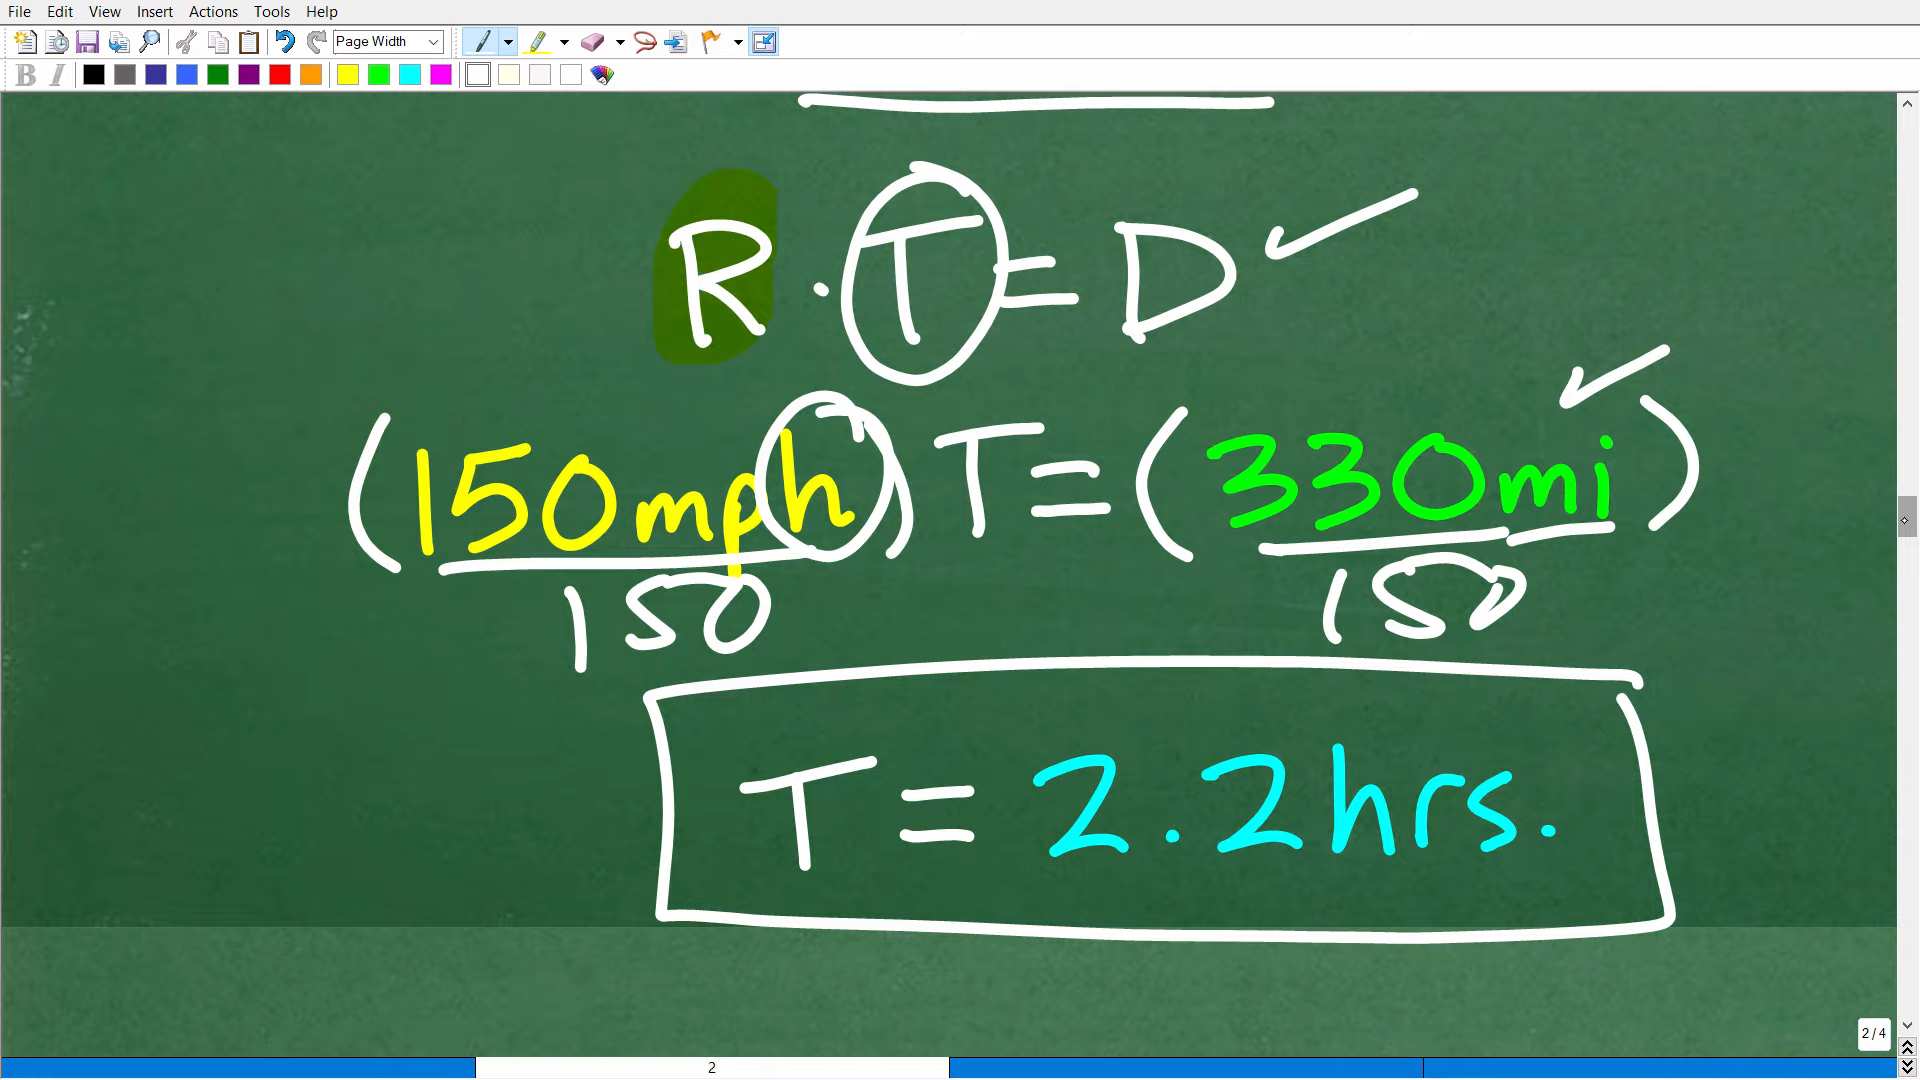 File Edit View Insert Actions Tools Help
Page Width
B I
R · T = D
(150mph) T = (330mi)
150 150
T = 2.2hrs.
2 / 4
2